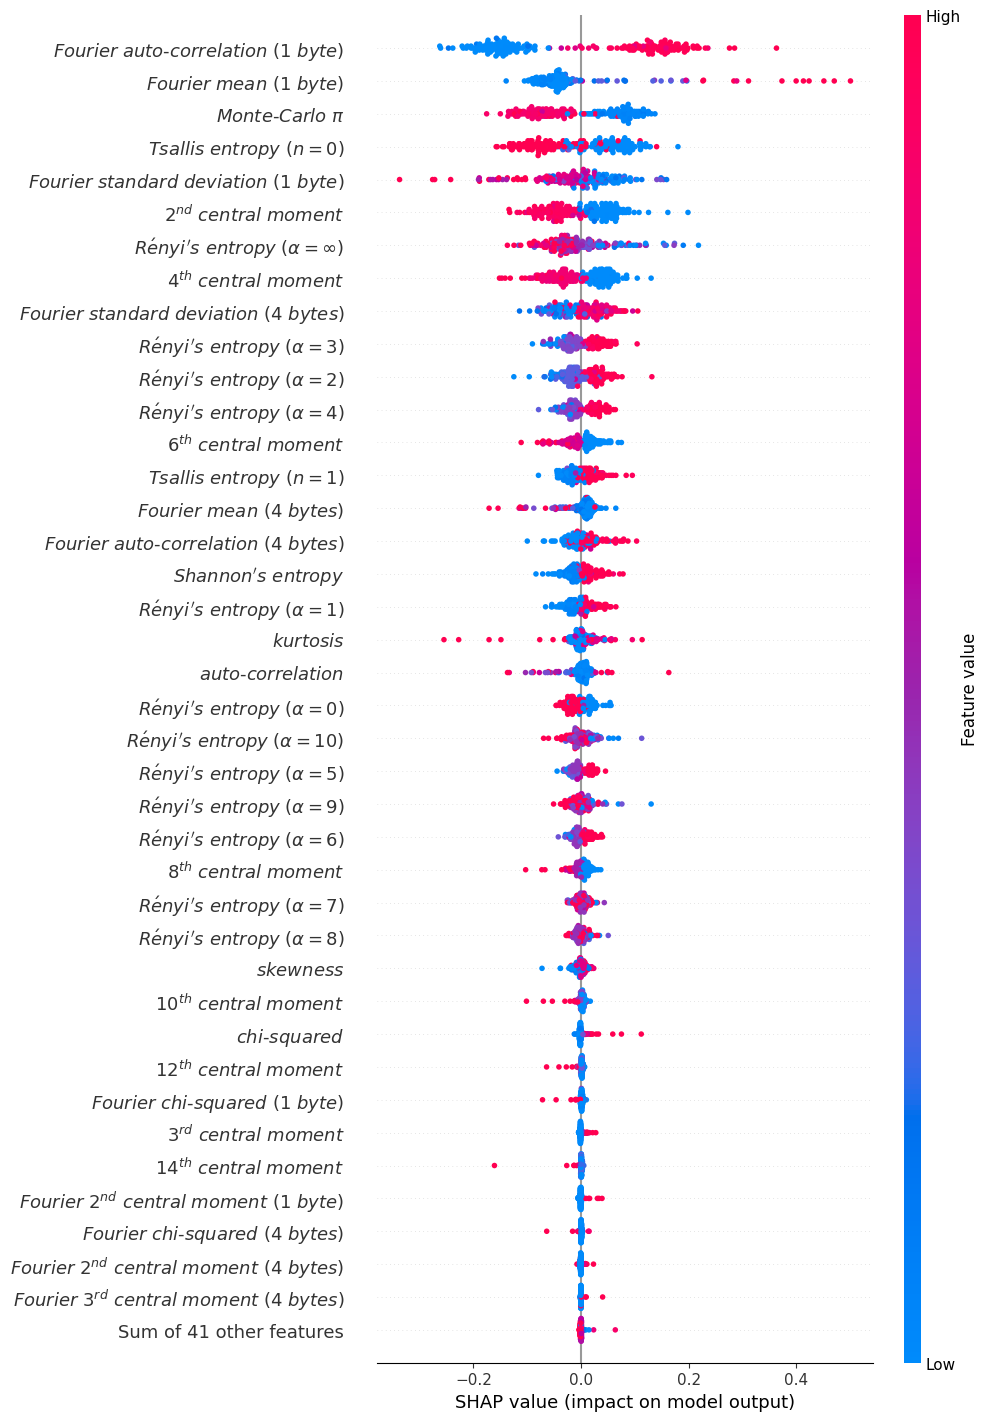 High
Fourier auto-correlation (1 byte)
Fourier mean (1 byte)
Monte-Carlo π
Tsallis entropy (n = 0)
Fourier standard deviation (1 byte)
2nd central moment
Rényi's entropy (α = ∞)
4th central moment
Fourier standard deviation (4 bytes)
Rényi's entropy (α = 3)
Rényi's entropy (α = 2)
Rényi's entropy (α = 4)
6th central moment
Tsallis entropy (n = 1)
Fourier mean (4 bytes)
Fourier auto-correlation (4 bytes)
Shannon's entropy
Rényi's entropy (α = 1)
kurtosis
auto-correlation
Rényi's entropy (α = 0)
Rényi's entropy (α = 10)
Rényi's entropy (α = 5)
Rényi's entropy (α = 9)
Rényi's entropy (α = 6)
8th central moment
Rényi's entropy (α = 7)
Rényi's entropy (α = 8)
skewness
10th central moment
chi-squared
12th central moment
Fourier chi-squared (1 byte)
3rd central moment
14th central moment
Fourier 2nd central moment (1 byte)
Fourier chi-squared (4 bytes)
Fourier 2nd central moment (4 bytes)
Fourier 3rd central moment (4 bytes)
Sum of 41 other features
Feature value
Low
−0.2 0.0 0.2 0.4
SHAP value (impact on model output)